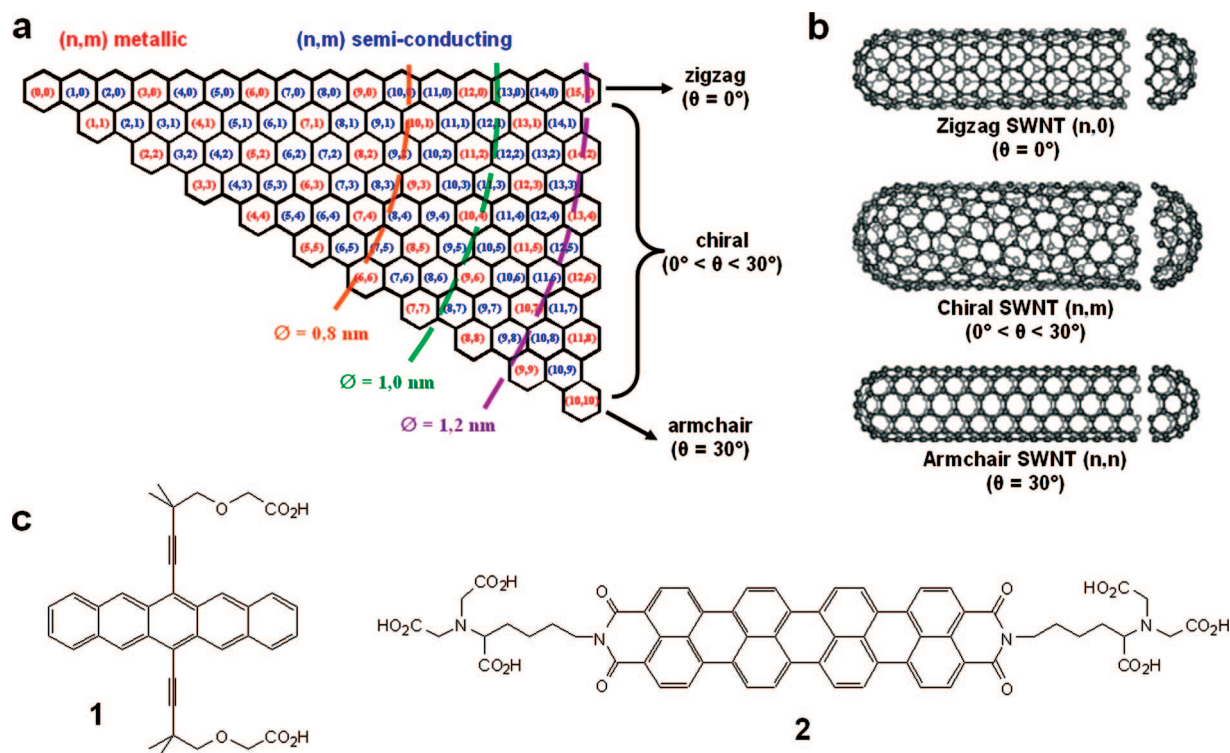 a
(n,m) metallic (n,m) semi-conducting
(0,0) (1,0) (2,0) (3,0) (4,0) (5,0) (6,0) (7,0) (8,0) (9,0) (10,0) (11,0) (12,0) (13,0) (14,0) (15,0)
(1,1) (2,1) (3,1) (4,1) (5,1) (6,1) (7,1) (8,1) (9,1) (10,1) (11,1) (12,1) (13,1) (14,1)
(2,2) (3,2) (4,2) (5,2) (6,2) (7,2) (8,2) (9,2) (10,2) (11,2) (12,2) (13,2) (14,2)
(3,3) (4,3) (5,3) (6,3) (7,3) (8,3) (9,3) (10,3) (11,3) (12,3) (13,3)
(4,4) (5,4) (6,4) (7,4) (8,4) (9,4) (10,4) (11,4) (12,4) (13,4)
(5,5) (6,5) (7,5) (8,5) (9,5) (10,5) (11,5) (12,5)
(6,6) (7,6) (8,6) (9,6) (10,6) (11,6) (12,6)
(7,7) (8,7) (9,7) (10,7) (11,7)
(8,8) (9,8) (10,8) (11,8)
(9,9) (10,9)
(10,10)
zigzag
(θ = 0°)
chiral
(0° < θ < 30°)
armchair
(θ = 30°)
Ø = 0,8 nm
Ø = 1,0 nm
Ø = 1,2 nm
b
Zigzag SWNT (n,0)
(θ = 0°)
Chiral SWNT (n,m)
(0° < θ < 30°)
Armchair SWNT (n,n)
(θ = 30°)
c
O CO2H
O CO2H
1
CO2H
HO2C N
CO2H
O O
N N
O O
HO2C
N CO2H
CO2H
2